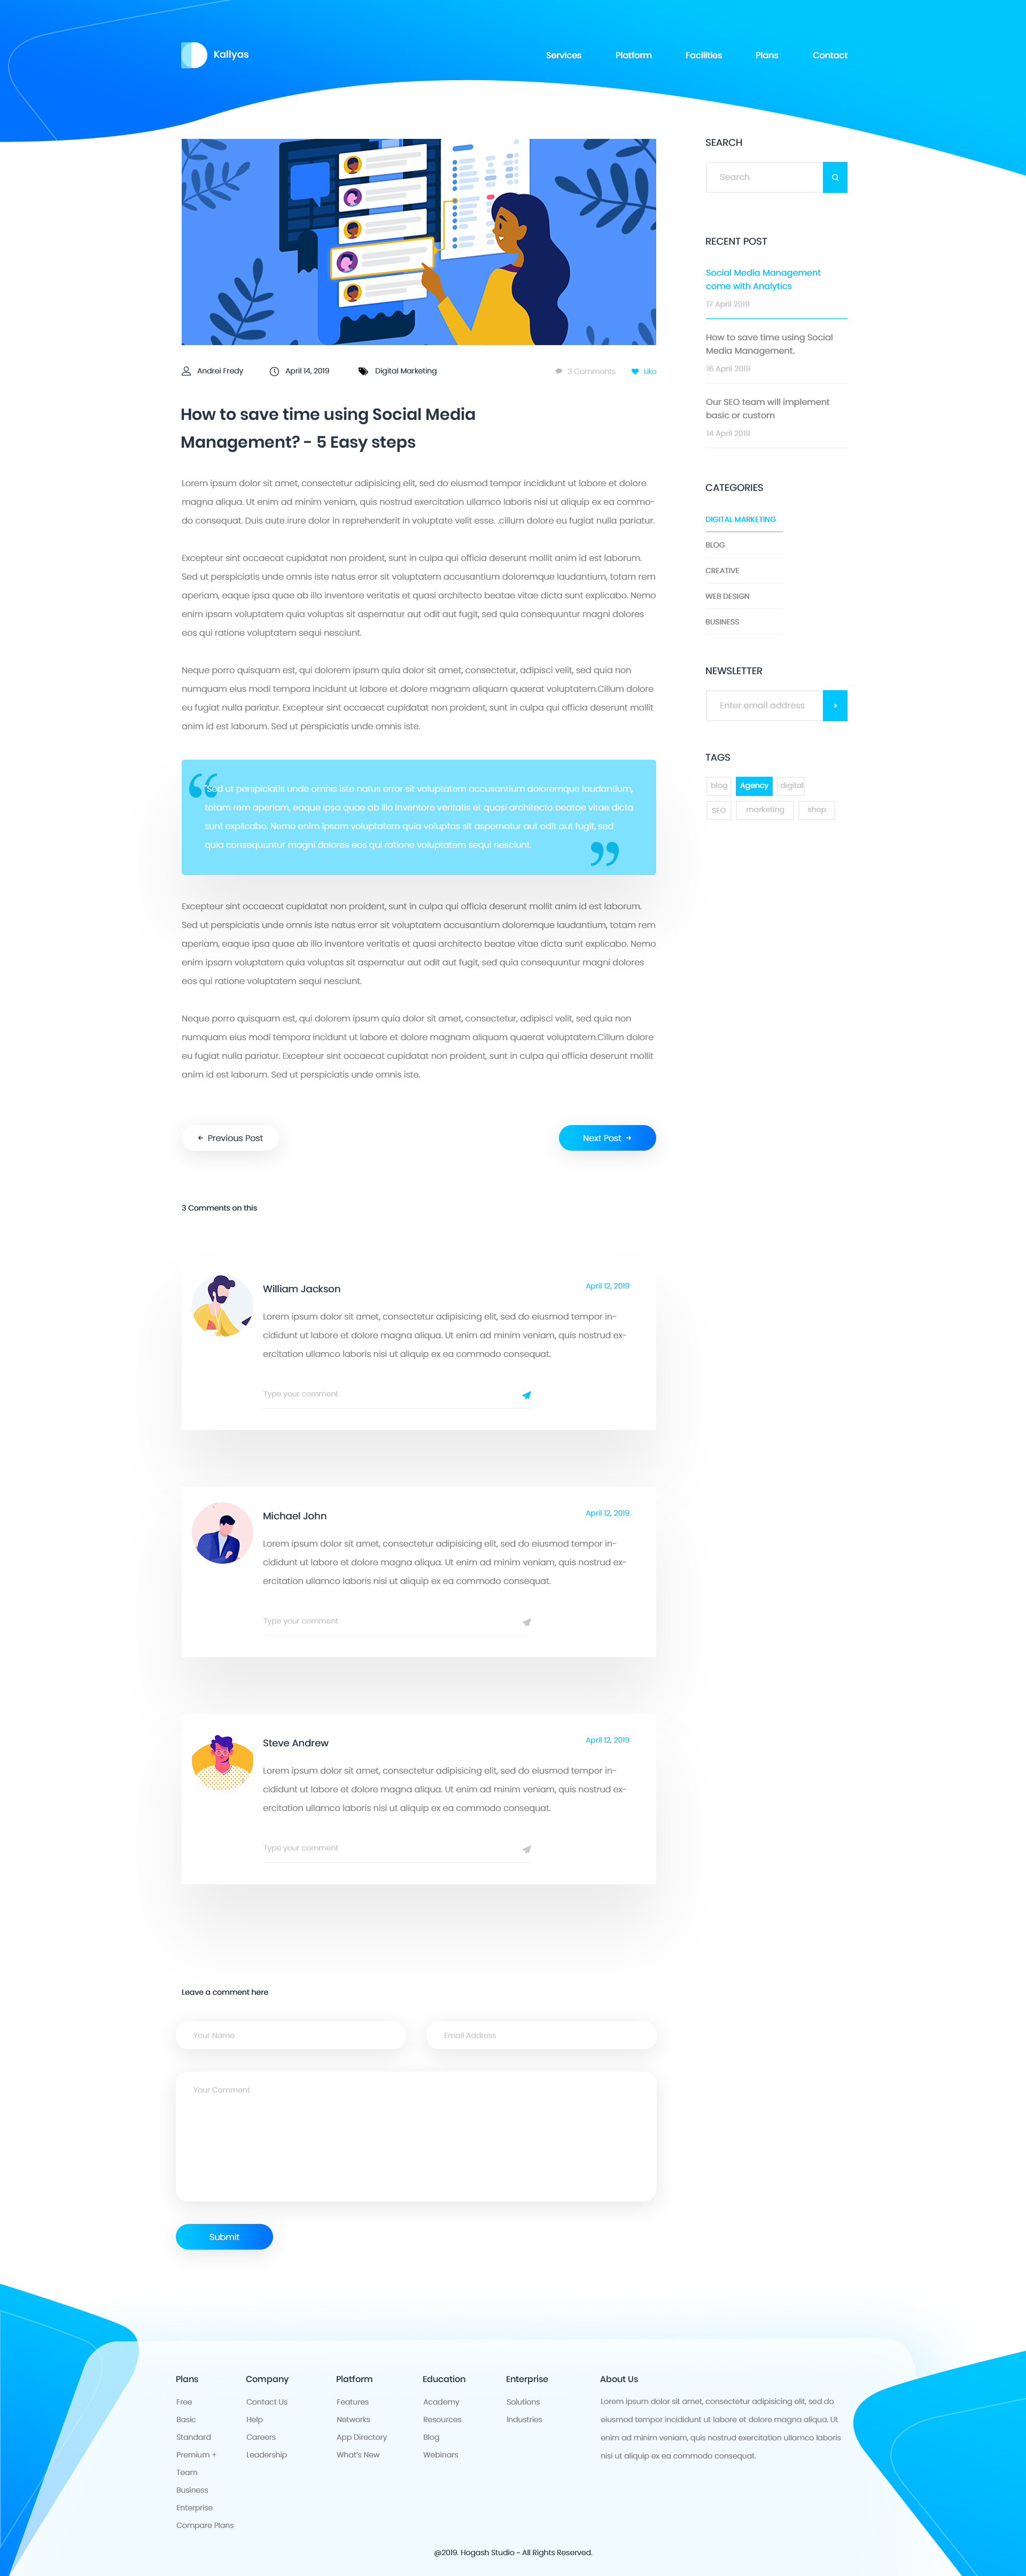 Kallyas
Services Platform Facilities Plans Contact
Andrei Fredy April 14, 2019 Digital Marketing 3 Comments Like
How to save time using Social Media
Management? - 5 Easy steps
Lorem ipsum dolor sit amet, consectetur adipisicing elit, sed do eiusmod tempor incididunt ut labore et dolore
magna aliqua. Ut enim ad minim veniam, quis nostrud exercitation ullamco laboris nisi ut aliquip ex ea commo-
do consequat. Duis aute irure dolor in reprehenderit in voluptate velit esse. .cillum dolore eu fugiat nulla pariatur.
Excepteur sint occaecat cupidatat non proident, sunt in culpa qui officia deserunt mollit anim id est laborum.
Sed ut perspiciatis unde omnis iste natus error sit voluptatem accusantium doloremque laudantium, totam rem
aperiam, eaque ipsa quae ab illo inventore veritatis et quasi architecto beatae vitae dicta sunt explicabo. Nemo
enim ipsam voluptatem quia voluptas sit aspernatur aut odit aut fugit, sed quia consequuntur magni dolores
eos qui ratione voluptatem sequi nesciunt.
Neque porro quisquam est, qui dolorem ipsum quia dolor sit amet, consectetur, adipisci velit, sed quia non
numquam eius modi tempora incidunt ut labore et dolore magnam aliquam quaerat voluptatem.Cillum dolore
eu fugiat nulla pariatur. Excepteur sint occaecat cupidatat non proident, sunt in culpa qui officia deserunt mollit
anim id est laborum. Sed ut perspiciatis unde omnis iste.
“Sed ut perspiciatis unde omnis iste natus error sit voluptatem accusantium doloremque laudantium,
totam rem aperiam, eaque ipsa quae ab illo inventore veritatis et quasi architecto beatae vitae dicta
sunt explicabo. Nemo enim ipsam voluptatem quia voluptas sit aspernatur aut odit aut fugit, sed
quia consequuntur magni dolores eos qui ratione voluptatem sequi nesciunt. ”
Excepteur sint occaecat cupidatat non proident, sunt in culpa qui officia deserunt mollit anim id est laborum.
Sed ut perspiciatis unde omnis iste natus error sit voluptatem accusantium doloremque laudantium, totam rem
aperiam, eaque ipsa quae ab illo inventore veritatis et quasi architecto beatae vitae dicta sunt explicabo. Nemo
enim ipsam voluptatem quia voluptas sit aspernatur aut odit aut fugit, sed quia consequuntur magni dolores
eos qui ratione voluptatem sequi nesciunt.
Neque porro quisquam est, qui dolorem ipsum quia dolor sit amet, consectetur, adipisci velit, sed quia non
numquam eius modi tempora incidunt ut labore et dolore magnam aliquam quaerat voluptatem.Cillum dolore
eu fugiat nulla pariatur. Excepteur sint occaecat cupidatat non proident, sunt in culpa qui officia deserunt mollit
anim id est laborum. Sed ut perspiciatis unde omnis iste.
← Previous Post Next Post →
SEARCH
Search
RECENT POST
Social Media Management
come with Analytics
17 April 2019
How to save time using Social
Media Management.
16 April 2019
Our SEO team will implement
basic or custom
14 April 2019
CATEGORIES
DIGITAL MARKETING
BLOG
CREATIVE
WEB DESIGN
BUSINESS
NEWSLETTER
Enter email address
TAGS
blog Agency digital
SEO marketing shop
3 Comments on this
William Jackson April 12, 2019
Lorem ipsum dolor sit amet, consectetur adipisicing elit, sed do eiusmod tempor in-
cididunt ut labore et dolore magna aliqua. Ut enim ad minim veniam, quis nostrud ex-
ercitation ullamco laboris nisi ut aliquip ex ea commodo consequat.
Type your comment
Michael John April 12, 2019
Lorem ipsum dolor sit amet, consectetur adipisicing elit, sed do eiusmod tempor in-
cididunt ut labore et dolore magna aliqua. Ut enim ad minim veniam, quis nostrud ex-
ercitation ullamco laboris nisi ut aliquip ex ea commodo consequat.
Type your comment
Steve Andrew April 12, 2019
Lorem ipsum dolor sit amet, consectetur adipisicing elit, sed do eiusmod tempor in-
cididunt ut labore et dolore magna aliqua. Ut enim ad minim veniam, quis nostrud ex-
ercitation ullamco laboris nisi ut aliquip ex ea commodo consequat.
Type your comment
Leave a comment here
Your Name Email Address
Your Comment
Submit
Plans
Free
Basic
Standard
Premium +
Team
Business
Enterprise
Compare Plans
Company
Contact Us
Help
Careers
Leadership
Platform
Features
Networks
App Directory
What's New
Education
Academy
Resources
Blog
Webinars
Enterprise
Solutions
Industries
About Us
Lorem ipsum dolor sit amet, consectetur adipisicing elit, sed do
eiusmod tempor incididunt ut labore et dolore magna aliqua. Ut
enim ad minim veniam, quis nostrud exercitation ullamco laboris
nisi ut aliquip ex ea commodo consequat.
@2019. Hogash Studio - All Rights Reserved.